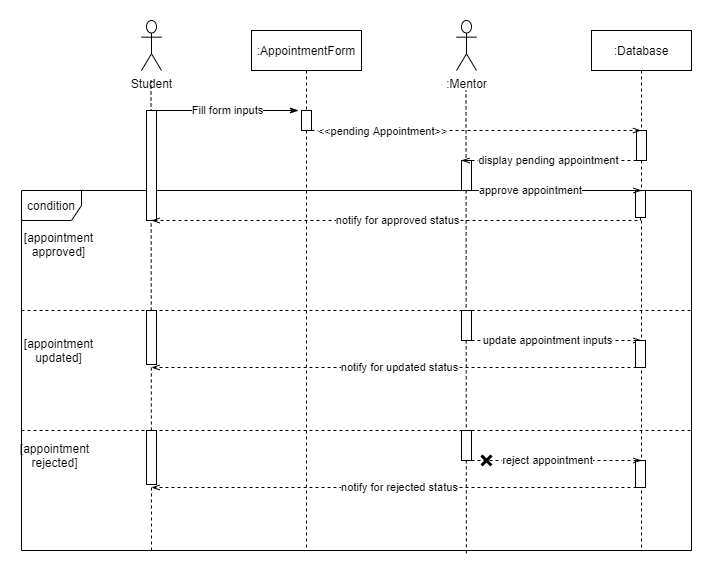 :AppointmentForm
:Database
Student
:Mentor
Fill form inputs
<<pending Appointment>>
display pending appointment
approve appointment
condition
notify for approved status
[appointment
approved]
[appointment
updated]
update appointment inputs
notify for updated status
[appointment
rejected]
reject appointment
notify for rejected status